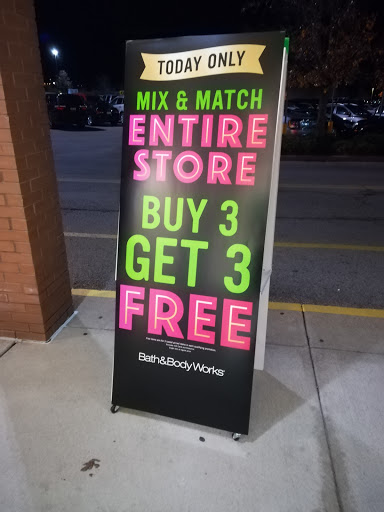 TODAY ONLY
MIX & MATCH
ENTIRE
STORE
BUY 3
GET 3
FREE
Bath&BodyWorks®